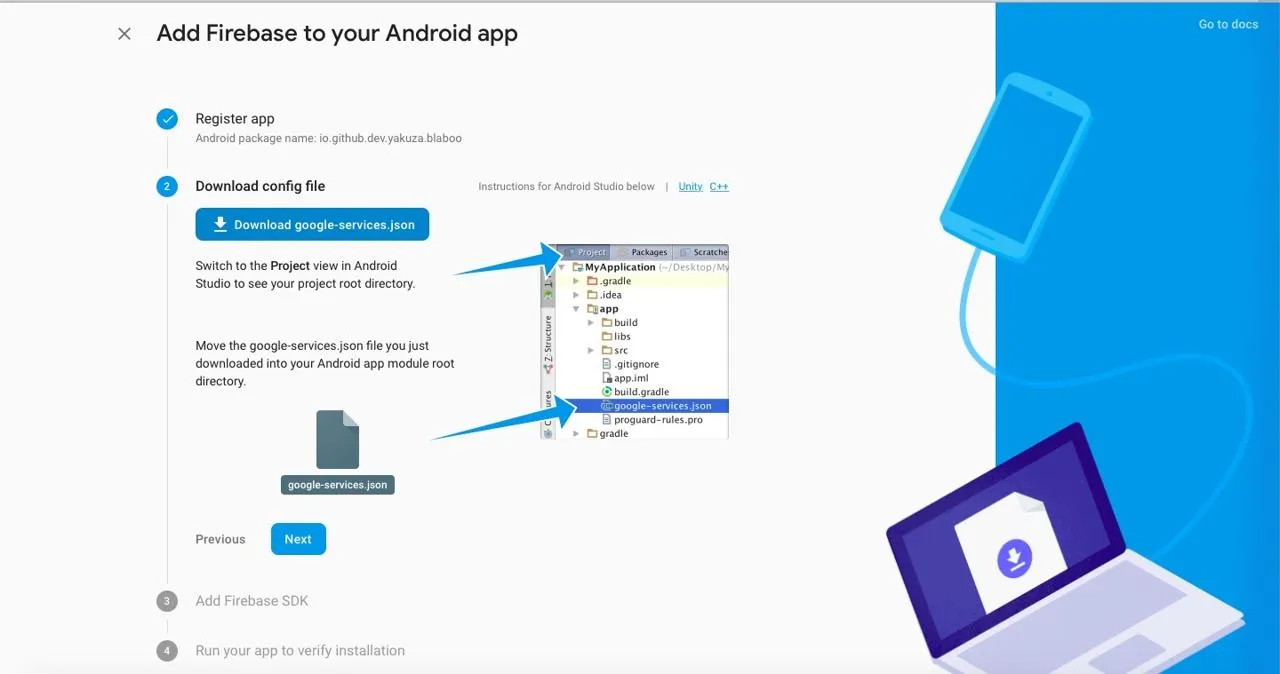 Go to docs
Add Firebase to your Android app
Register app
Android package name: io.github.dev.yakuza.blaboo
2
Download config file
Instructions for Android Studio below | Unity C++
Download google-services.json
Switch to the Project view in Android
Studio to see your project root directory.
Move the google-services.json file you just
downloaded into your Android app module root
directory.
google-services.json
Project Packages Scratche
MyApplication (~/Desktop/My
.gradle
.idea
app
build
libs
src
.gitignore
app.iml
build.gradle
google-services.json
proguard-rules.pro
gradle
Z: Structure
Previous
Next
3
Add Firebase SDK
4
Run your app to verify installation